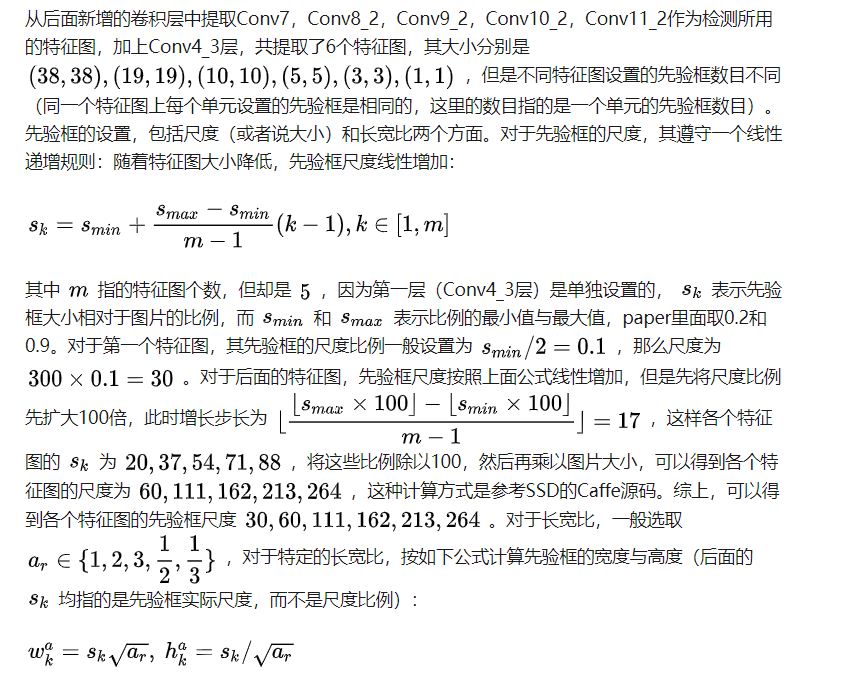 从后面新增的卷积层中提取Conv7，Conv8_2，Conv9_2，Conv10_2，Conv11_2作为检测所用
的特征图，加上Conv4_3层，共提取了6个特征图，其大小分别是
(38, 38), (19, 19), (10, 10), (5, 5), (3, 3), (1, 1) ，但是不同特征图设置的先验框数目不同
（同一个特征图上每个单元设置的先验框是相同的，这里的数目指的是一个单元的先验框数目）。
先验框的设置，包括尺度（或者说大小）和长宽比两个方面。对于先验框的尺度，其遵守一个线性
递增规则：随着特征图大小降低，先验框尺度线性增加：
s_k = s_{min} + \frac{s_{max} - s_{min}}{m - 1}(k - 1), k ∈ [1, m]
其中 m 指的特征图个数，但却是 5 ，因为第一层（Conv4_3层）是单独设置的， s_k 表示先验
框大小相对于图片的比例，而 s_{min} 和 s_{max} 表示比例的最小值与最大值，paper里面取0.2和
0.9。对于第一个特征图，其先验框的尺度比例一般设置为 s_{min}/2 = 0.1 ，那么尺度为
300 × 0.1 = 30 。对于后面的特征图，先验框尺度按照上面公式线性增加，但是先将尺度比例
先扩大100倍，此时增长步长为 ⌊\frac{⌊s_{max} × 100⌋ - ⌊s_{min} × 100⌋}{m - 1}⌋ = 17 ，这样各个特征
图的 s_k 为 20, 37, 54, 71, 88 ，将这些比例除以100，然后再乘以图片大小，可以得到各个特
征图的尺度为 60, 111, 162, 213, 264 ，这种计算方式是参考SSD的Caffe源码。综上，可以得
到各个特征图的先验框尺度 30, 60, 111, 162, 213, 264 。对于长宽比，一般选取
a_r ∈ {1, 2, 3, \frac{1}{2}, \frac{1}{3}} ，对于特定的长宽比，按如下公式计算先验框的宽度与高度（后面的
s_k 均指的是先验框实际尺度，而不是尺度比例）：
w_k^a = s_k\sqrt{a_r}, h_k^a = s_k/\sqrt{a_r}